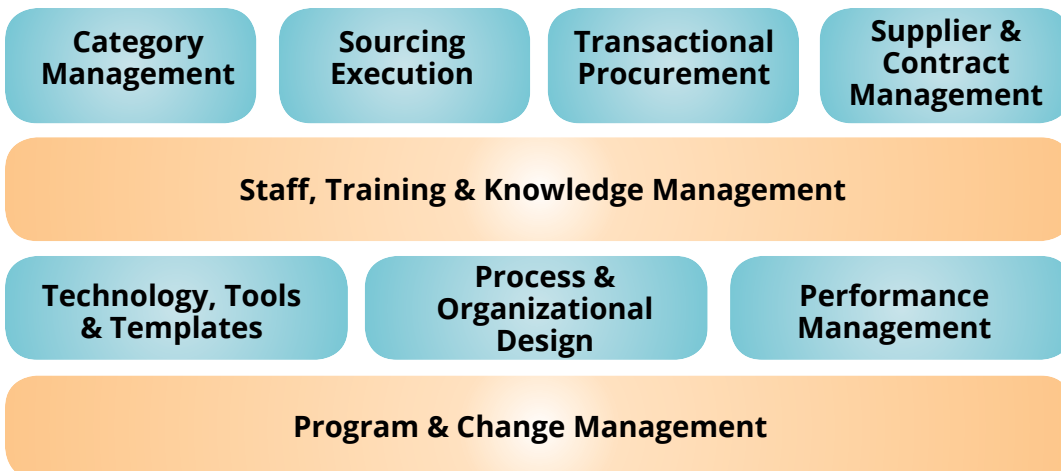 Category
Management
Sourcing
Execution
Transactional
Procurement
Supplier &
Contract
Management
Staff, Training & Knowledge Management
Technology, Tools
& Templates
Process &
Organizational
Design
Performance
Management
Program & Change Management